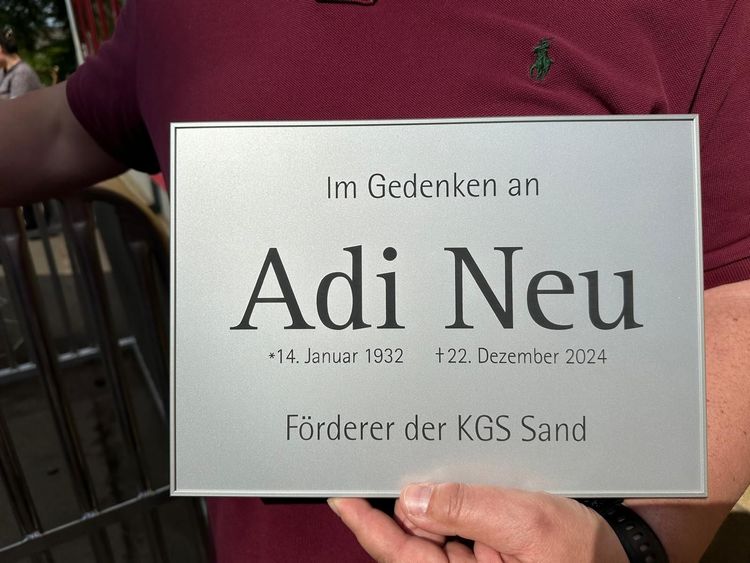 Im Gedenken an
Adi Neu
*14. Januar 1932 †22. Dezember 2024
Förderer der KGS Sand